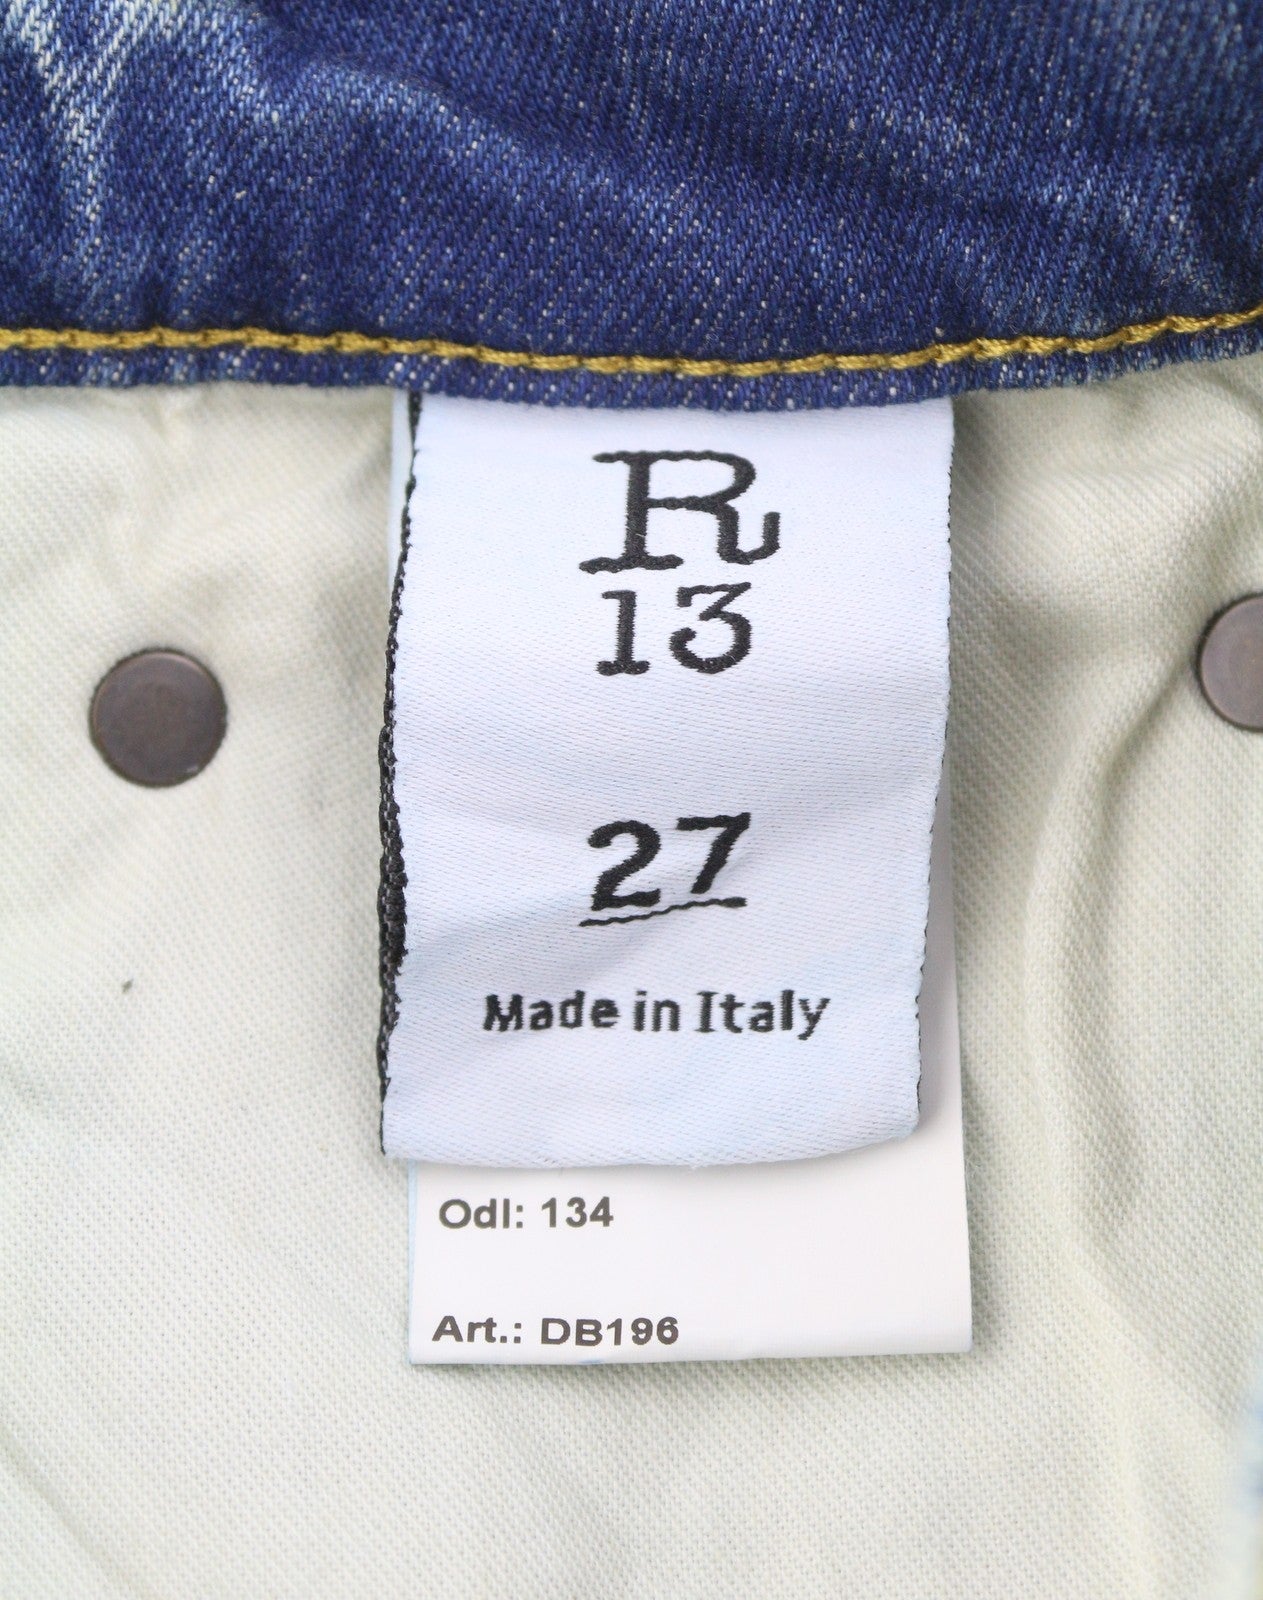 R
13
27
Made in Italy
Odl: 134
Art.: DB196